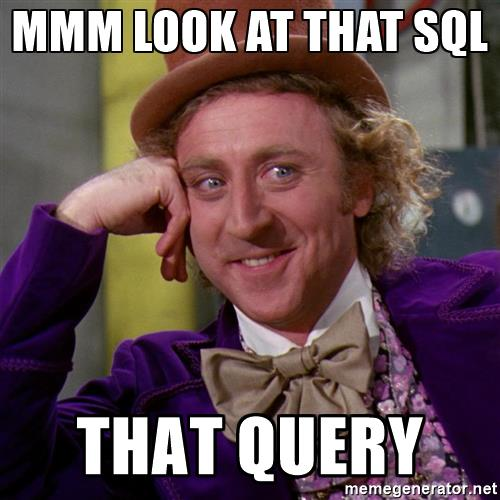 MMM LOOK AT THAT SQL
THAT QUERY
memegenerator.net